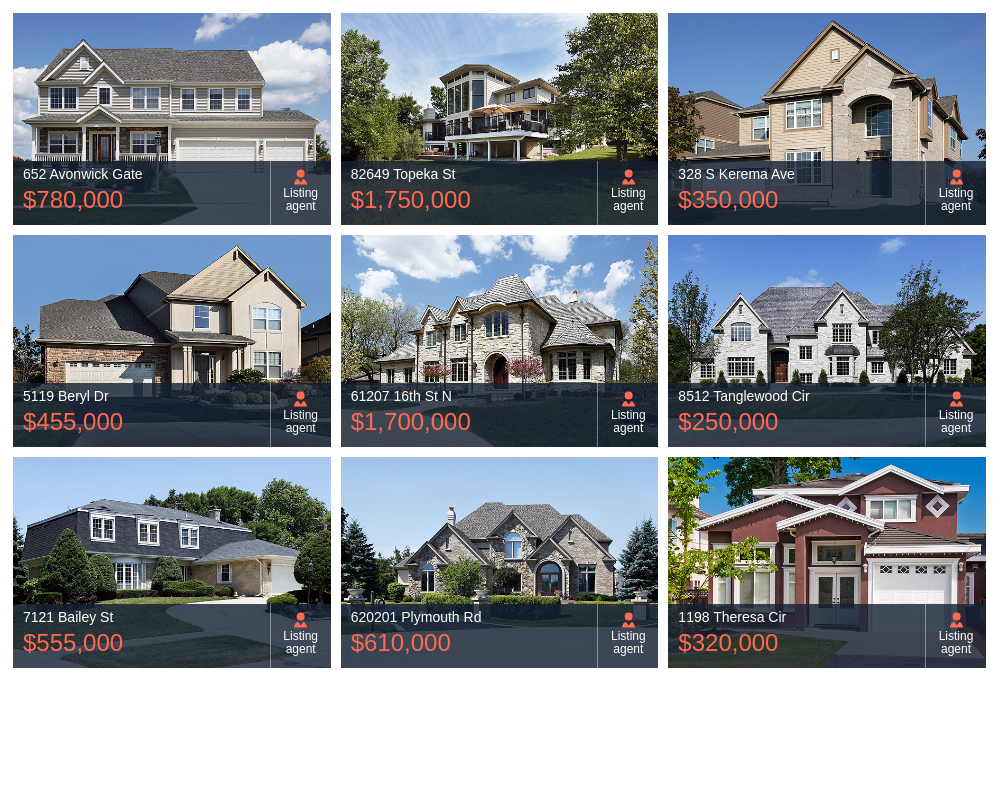 652 Avonwick Gate
$780,000
Listing
agent
82649 Topeka St
$1,750,000
Listing
agent
328 S Kerema Ave
$350,000
Listing
agent
5119 Beryl Dr
$455,000
Listing
agent
61207 16th St N
$1,700,000
Listing
agent
8512 Tanglewood Cir
$250,000
Listing
agent
7121 Bailey St
$555,000
Listing
agent
620201 Plymouth Rd
$610,000
Listing
agent
1198 Theresa Cir
$320,000
Listing
agent